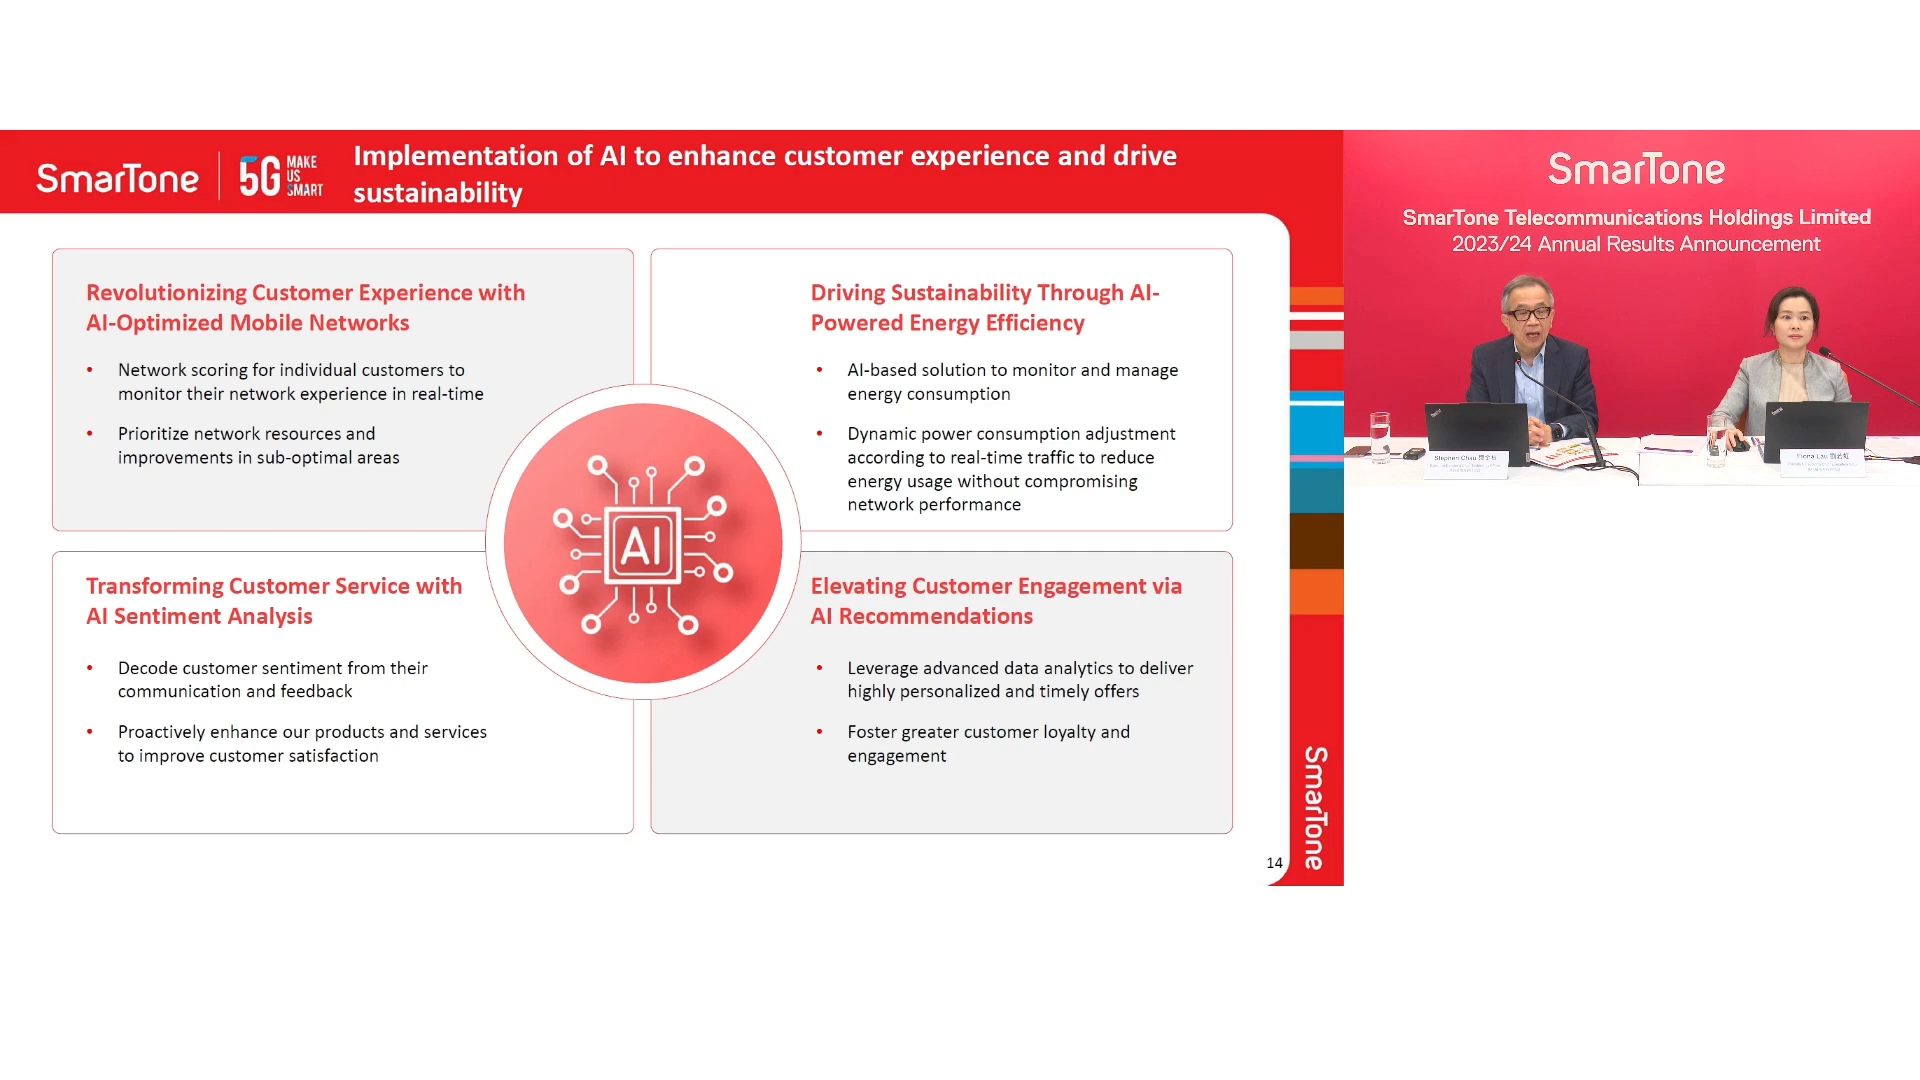 SmarTone
5G
MAKE
US
SMART
Implementation of AI to enhance customer experience and drive
sustainability
Revolutionizing Customer Experience with
AI-Optimized Mobile Networks
• Network scoring for individual customers to
monitor their network experience in real-time
• Prioritize network resources and
improvements in sub-optimal areas
Driving Sustainability Through AI-
Powered Energy Efficiency
• AI-based solution to monitor and manage
energy consumption
• Dynamic power consumption adjustment
according to real-time traffic to reduce
energy usage without compromising
network performance
AI
Transforming Customer Service with
AI Sentiment Analysis
• Decode customer sentiment from their
communication and feedback
• Proactively enhance our products and services
to improve customer satisfaction
Elevating Customer Engagement via
AI Recommendations
• Leverage advanced data analytics to deliver
highly personalized and timely offers
• Foster greater customer loyalty and
engagement
14
SmarTone
SmarTone
SmarTone Telecommunications Holdings Limited
2023/24 Annual Results Announcement
Stephen Chau
Fiona Lau